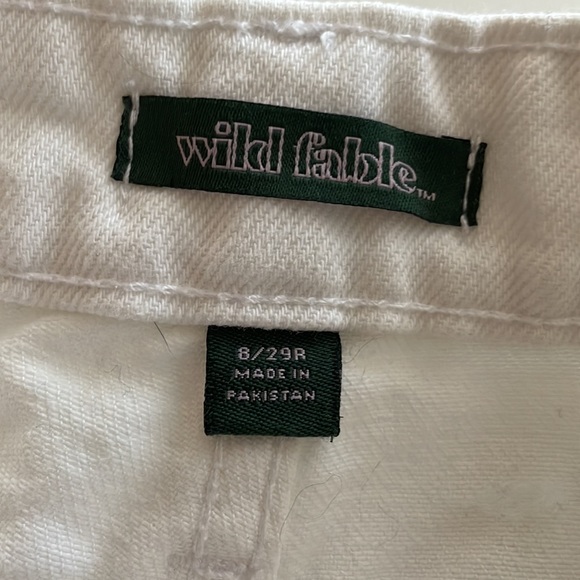 wild fable™
8/29R
MADE IN
PAKISTAN